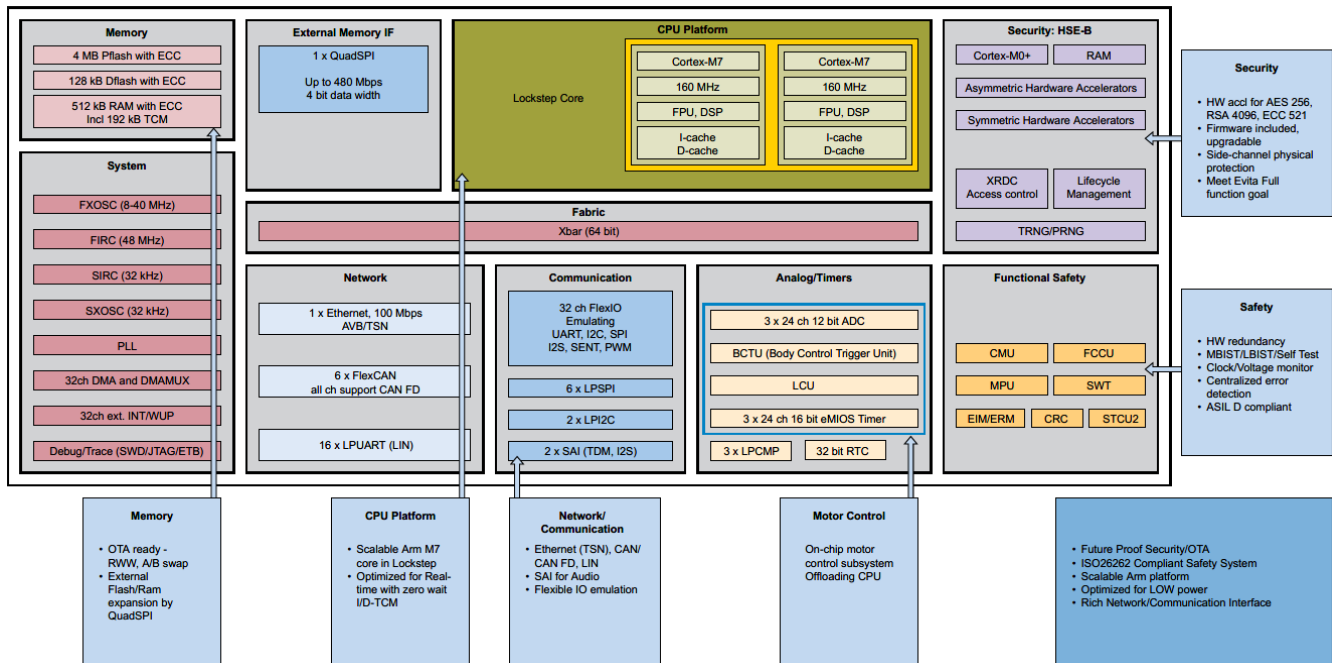 Memory
4 MB Pflash with ECC
128 kB Dflash with ECC
512 kB RAM with ECC
Incl 192 kB TCM
External Memory IF
1 x QuadSPI
Up to 480 Mbps
4 bit data width
CPU Platform
Lockstep Core
Cortex-M7
160 MHz
FPU, DSP
I-cache
D-cache
Cortex-M7
160 MHz
FPU, DSP
I-cache
D-cache
Security: HSE-B
Cortex-M0+
RAM
Asymmetric Hardware Accelerators
Symmetric Hardware Accelerators
XRDC
Access control
Lifecycle
Management
TRNG/PRNG
Security
• HW accl for AES 256,
RSA 4096, ECC 521
• Firmware included,
upgradable
• Side-channel physical
protection
• Meet Evita Full
function goal
System
FXOSC (8-40 MHz)
FIRC (48 MHz)
SIRC (32 kHz)
SXOSC (32 kHz)
PLL
32ch DMA and DMAMUX
32ch ext. INT/WUP
Debug/Trace (SWD/JTAG/ETB)
Fabric
Xbar (64 bit)
Network
1 x Ethernet, 100 Mbps
AVB/TSN
6 x FlexCAN
all ch support CAN FD
16 x LPUART (LIN)
Communication
32 ch FlexIO
Emulating
UART, I2C, SPI
I2S, SENT, PWM
6 x LPSPI
2 x LPI2C
2 x SAI (TDM, I2S)
Analog/Timers
3 x 24 ch 12 bit ADC
BCTU (Body Control Trigger Unit)
LCU
3 x 24 ch 16 bit eMIOS Timer
3 x LPCMP
32 bit RTC
Functional Safety
CMU
FCCU
MPU
SWT
EIM/ERM
CRC
STCU2
Safety
• HW redundancy
• MBIST/LBIST/Self Test
• Clock/Voltage monitor
• Centralized error
detection
• ASIL D compliant
Memory
• OTA ready -
RWW, A/B swap
• External
Flash/Ram
expansion by
QuadSPI
CPU Platform
• Scalable Arm M7
core in Lockstep
• Optimized for Real-
time with zero wait
I/D-TCM
Network/
Communication
• Ethernet (TSN), CAN/
CAN FD, LIN
• SAI for Audio
• Flexible IO emulation
Motor Control
On-chip motor
control subsystem
Offloading CPU
• Future Proof Security/OTA
• ISO26262 Compliant Safety System
• Scalable Arm platform
• Optimized for LOW power
• Rich Network/Communication Interface